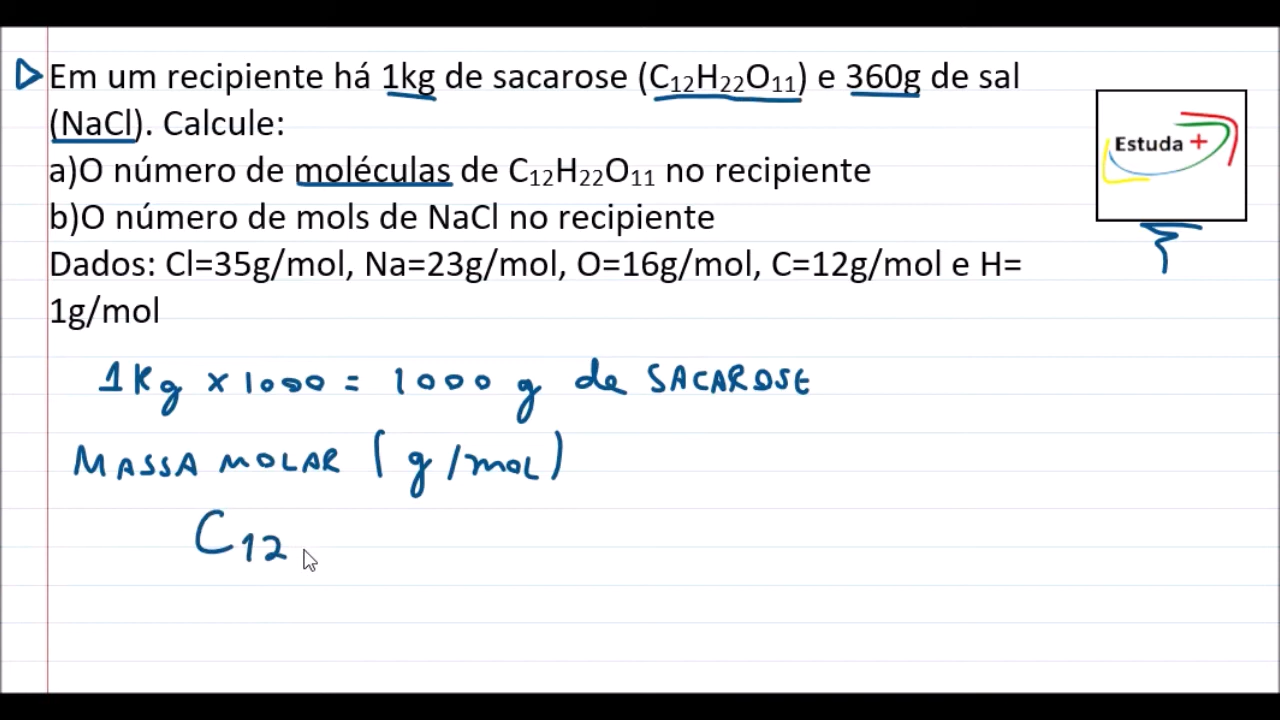 Em um recipiente há 1kg de sacarose (C₁₂H₂₂O₁₁) e 360g de sal
(NaCl). Calcule:
a)O número de moléculas de C₁₂H₂₂O₁₁ no recipiente
b)O número de mols de NaCl no recipiente
Dados: Cl=35g/mol, Na=23g/mol, O=16g/mol, C=12g/mol e H=
1g/mol
Estuda +
1Kg x 1000 = 1000 g de SACAROSE
MASSA MOLAR (g/mol)
C₁₂